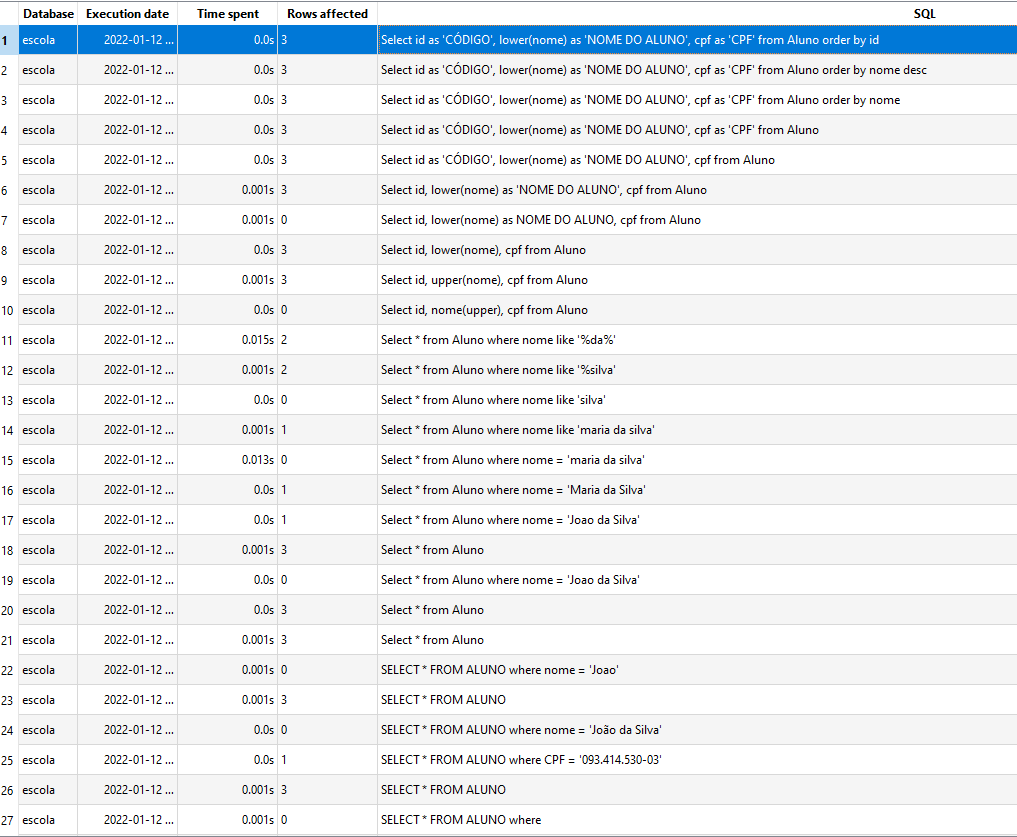 Database Execution date Time spent Rows affected SQL
1 escola 2022-01-12 ... 0.0s 3 Select id as 'CÓDIGO', lower(nome) as 'NOME DO ALUNO', cpf as 'CPF' from Aluno order by id
2 escola 2022-01-12 ... 0.0s 3 Select id as 'CÓDIGO', lower(nome) as 'NOME DO ALUNO', cpf as 'CPF' from Aluno order by nome desc
3 escola 2022-01-12 ... 0.0s 3 Select id as 'CÓDIGO', lower(nome) as 'NOME DO ALUNO', cpf as 'CPF' from Aluno order by nome
4 escola 2022-01-12 ... 0.0s 3 Select id as 'CÓDIGO', lower(nome) as 'NOME DO ALUNO', cpf as 'CPF' from Aluno
5 escola 2022-01-12 ... 0.0s 3 Select id as 'CÓDIGO', lower(nome) as 'NOME DO ALUNO', cpf from Aluno
6 escola 2022-01-12 ... 0.001s 3 Select id, lower(nome) as 'NOME DO ALUNO', cpf from Aluno
7 escola 2022-01-12 ... 0.001s 0 Select id, lower(nome) as NOME DO ALUNO, cpf from Aluno
8 escola 2022-01-12 ... 0.0s 3 Select id, lower(nome), cpf from Aluno
9 escola 2022-01-12 ... 0.001s 3 Select id, upper(nome), cpf from Aluno
10 escola 2022-01-12 ... 0.0s 0 Select id, nome(upper), cpf from Aluno
11 escola 2022-01-12 ... 0.015s 2 Select * from Aluno where nome like '%da%'
12 escola 2022-01-12 ... 0.001s 2 Select * from Aluno where nome like '%silva'
13 escola 2022-01-12 ... 0.0s 0 Select * from Aluno where nome like 'silva'
14 escola 2022-01-12 ... 0.001s 1 Select * from Aluno where nome like 'maria da silva'
15 escola 2022-01-12 ... 0.013s 0 Select * from Aluno where nome = 'maria da silva'
16 escola 2022-01-12 ... 0.0s 1 Select * from Aluno where nome = 'Maria da Silva'
17 escola 2022-01-12 ... 0.0s 1 Select * from Aluno where nome = 'Joao da Silva'
18 escola 2022-01-12 ... 0.001s 3 Select * from Aluno
19 escola 2022-01-12 ... 0.0s 0 Select * from Aluno where nome = 'Joao da Silva'
20 escola 2022-01-12 ... 0.0s 3 Select * from Aluno
21 escola 2022-01-12 ... 0.001s 3 Select * from Aluno
22 escola 2022-01-12 ... 0.001s 0 SELECT * FROM ALUNO where nome = 'Joao'
23 escola 2022-01-12 ... 0.001s 3 SELECT * FROM ALUNO
24 escola 2022-01-12 ... 0.0s 0 SELECT * FROM ALUNO where nome = 'João da Silva'
25 escola 2022-01-12 ... 0.0s 1 SELECT * FROM ALUNO where CPF = '093.414.530-03'
26 escola 2022-01-12 ... 0.001s 3 SELECT * FROM ALUNO
27 escola 2022-01-12 ... 0.001s 0 SELECT * FROM ALUNO where